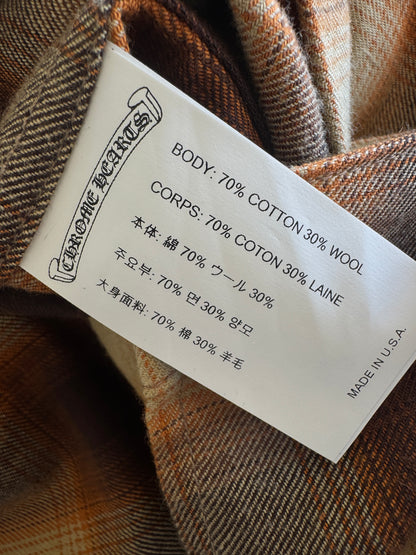 CHROME HEARTS
BODY: 70% COTTON 30% WOOL
CORPS: 70% COTON 30% LAINE
本体: 綿 70% ウール 30%
주요부: 70% 면 30% 양모
大身面料: 70% 棉 30% 羊毛
MADE IN U.S.A.